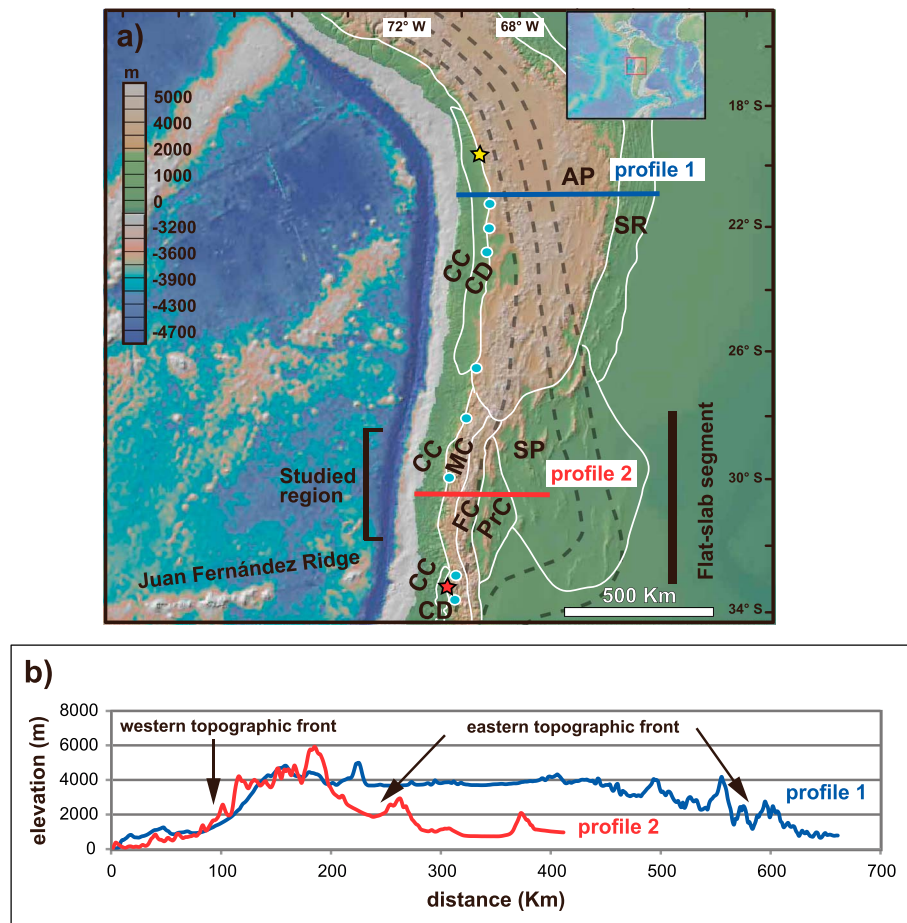 a)
72° W
68° W
m
5000
4000
2000
1000
0
-3200
-3600
-3900
-4300
-4700
18° S
22° S
26° S
30° S
34° S
AP
profile 1
SR
CC
CD
CC
MC
SP
profile 2
FC
PrC
Studied
region
Flat-slab segment
Juan Fernández Ridge
CC
CD
500 Km
b)
elevation (m)
8000
6000
4000
2000
0
western topographic front
eastern topographic front
profile 1
profile 2
0
100
200
300
400
500
600
700
distance (Km)